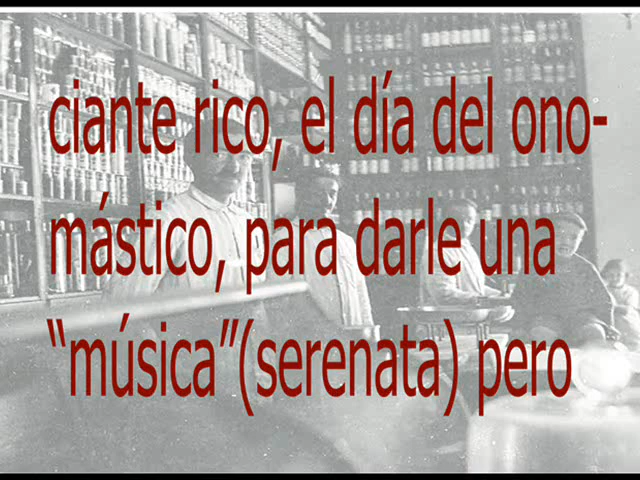 ciante rico, el día del ono-
mástico, para darle una
“música”(serenata) pero